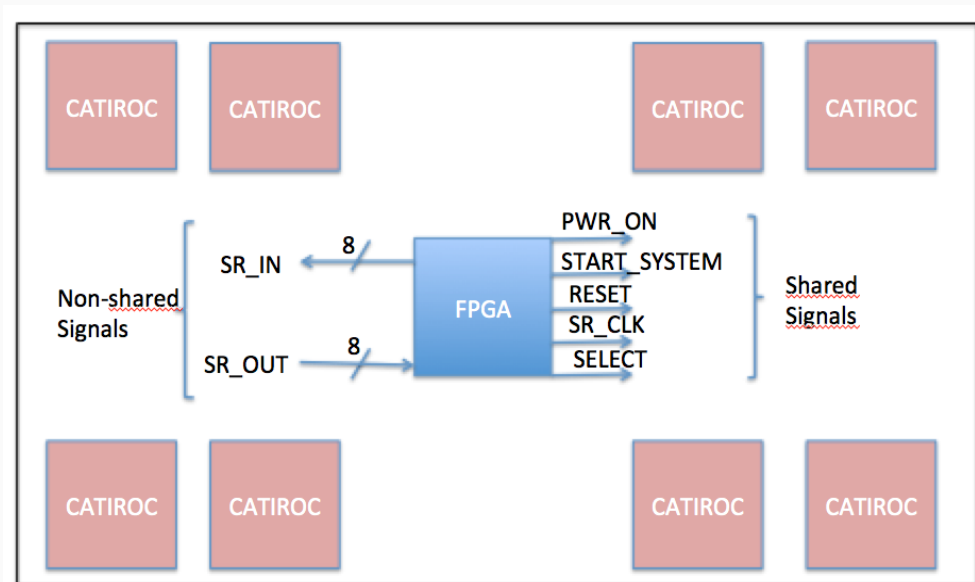 CATIROC
CATIROC
CATIROC
CATIROC
PWR_ON
8
SR_IN
START_SYSTEM
Non-shared
Signals
FPGA
RESET
Shared
Signals
SR_CLK
8
SR_OUT
SELECT
CATIROC
CATIROC
CATIROC
CATIROC